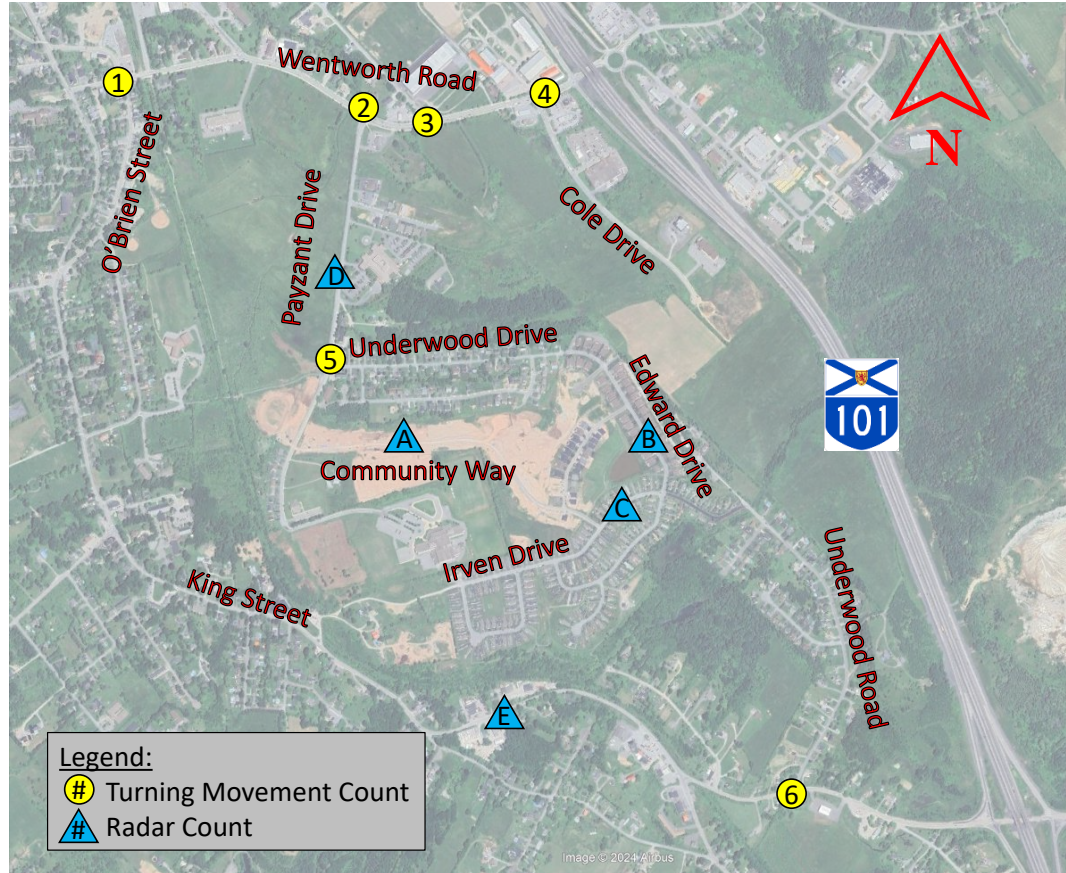 Wentworth Road
1
2
3
4
N
O'Brien Street
Cole Drive
Payzant Drive
D
Underwood Drive
5
Edward Drive
101
A
B
Community Way
C
Irven Drive
King Street
Underwood Road
E
6
Legend:
# Turning Movement Count
# Radar Count
Image © 2024 Airbus